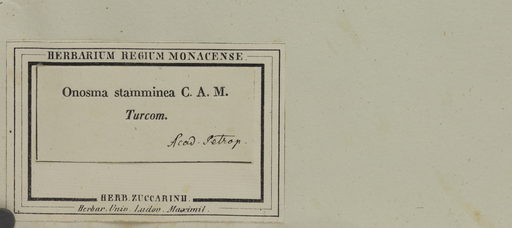 HERBARIUM REGIUM MONACENSE.
Onosma stamminea C. A. M.
Turcom.
Acad. Petrop.
HERB. ZUCCARINII.
Herbar. Univ. Ludov. Maximil.